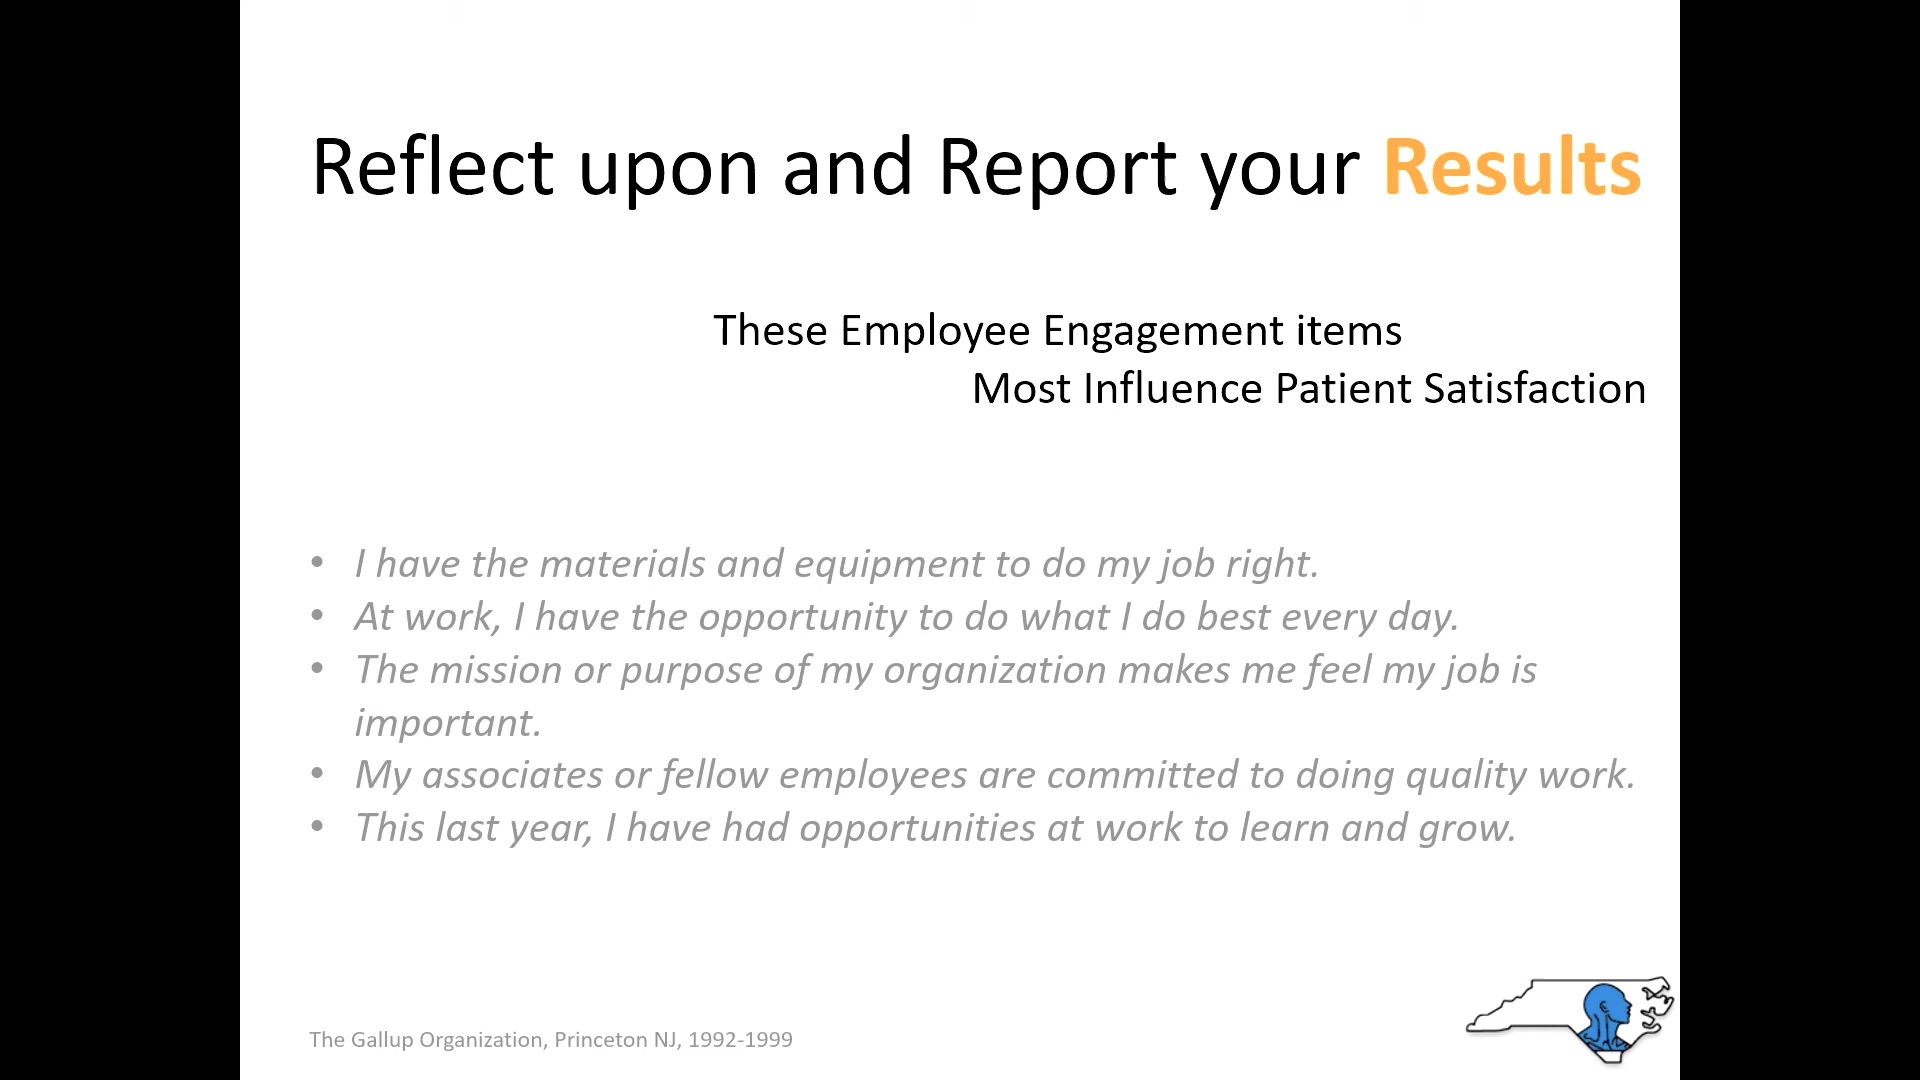 Reflect upon and Report your Results
These Employee Engagement items
Most Influence Patient Satisfaction
• I have the materials and equipment to do my job right.
• At work, I have the opportunity to do what I do best every day.
• The mission or purpose of my organization makes me feel my job is
important.
• My associates or fellow employees are committed to doing quality work.
• This last year, I have had opportunities at work to learn and grow.
The Gallup Organization, Princeton NJ, 1992-1999